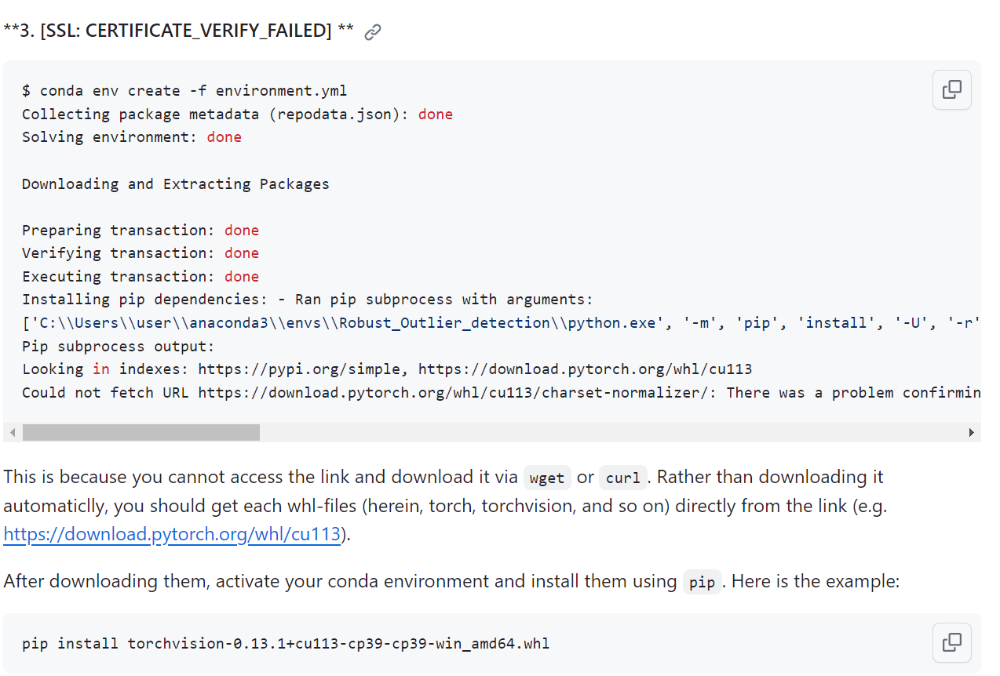 **3. [SSL: CERTIFICATE_VERIFY_FAILED] **
$ conda env create -f environment.yml
Collecting package metadata (repodata.json): done
Solving environment: done
Downloading and Extracting Packages
Preparing transaction: done
Verifying transaction: done
Executing transaction: done
Installing pip dependencies: - Ran pip subprocess with arguments:
['C:\\Users\\user\\anaconda3\\envs\\Robust_Outlier_detection\\python.exe', '-m', 'pip', 'install', '-U', '-r'
Pip subprocess output:
Looking in indexes: https://pypi.org/simple, https://download.pytorch.org/whl/cu113
Could not fetch URL https://download.pytorch.org/whl/cu113/charset-normalizer/: There was a problem confirmin
This is because you cannot access the link and download it via wget or curl. Rather than downloading it
automaticlly, you should get each whl-files (herein, torch, torchvision, and so on) directly from the link (e.g.
https://download.pytorch.org/whl/cu113).
After downloading them, activate your conda environment and install them using pip. Here is the example:
pip install torchvision-0.13.1+cu113-cp39-cp39-win_amd64.whl